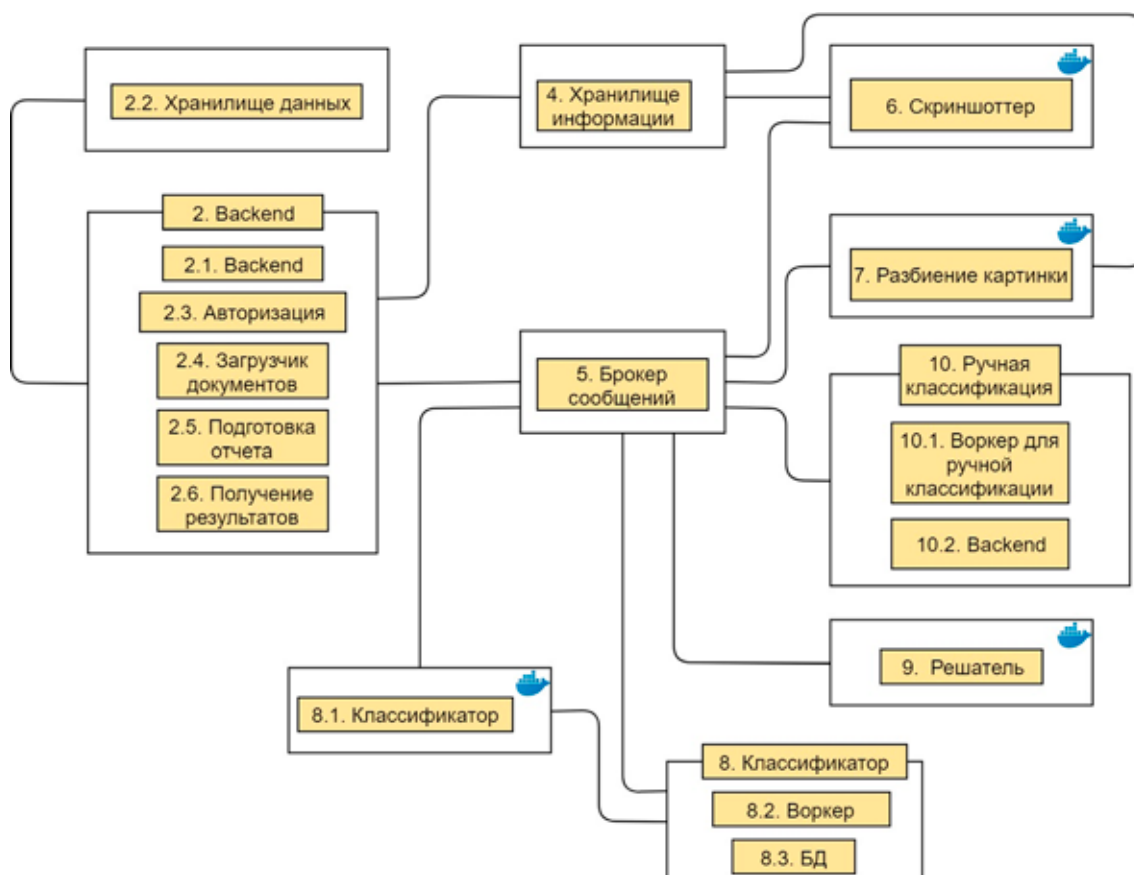 2.2. Хранилище данных
4. Хранилище
информации
6. Скриншоттер
2. Backend
2.1. Backend
2.3. Авторизация
2.4. Загрузчик
документов
2.5. Подготовка
отчета
2.6. Получение
результатов
5. Брокер
сообщений
7. Разбиение картинки
10. Ручная
классификация
10.1. Воркер для
ручной
классификации
10.2. Backend
9. Решатель
8.1. Классификатор
8. Классификатор
8.2. Воркер
8.3. БД